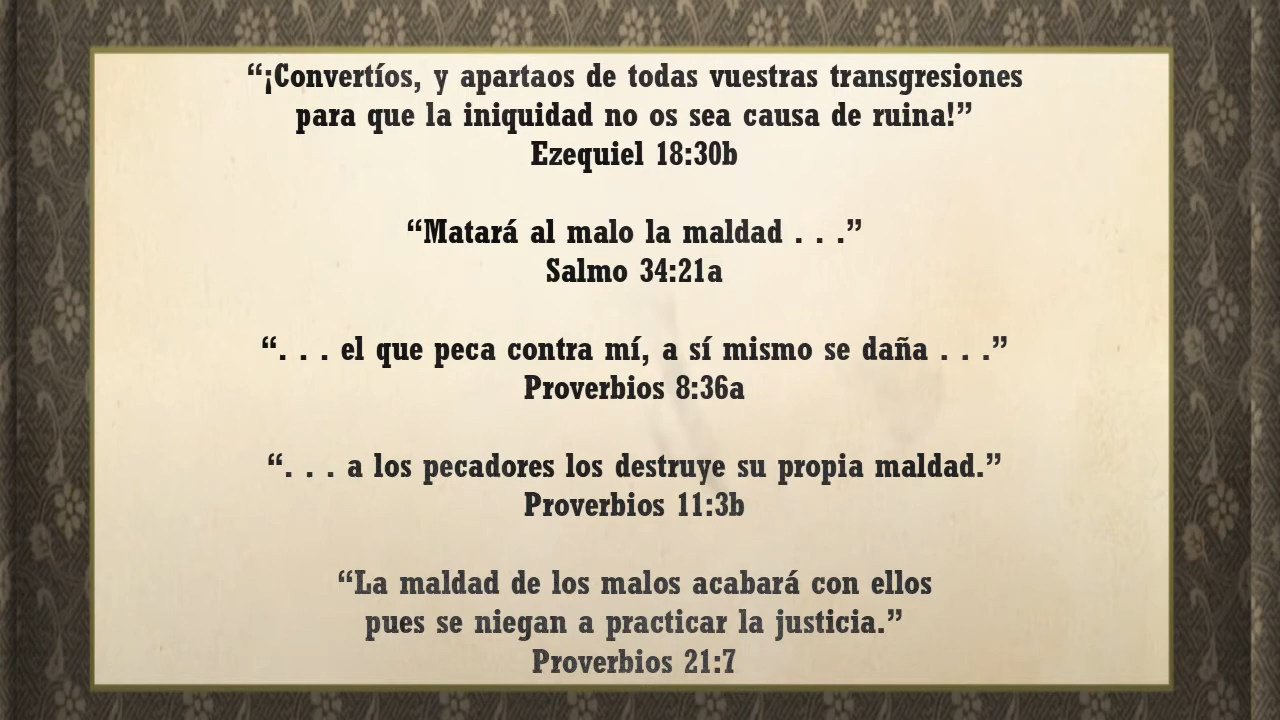 “¡Convertíos, y apartaos de todas vuestras transgresiones
para que la iniquidad no os sea causa de ruina!”
Ezequiel 18:30b
“Matará al malo la maldad . . .”
Salmo 34:21a
“. . . el que peca contra mí, a sí mismo se daña . . .”
Proverbios 8:36a
“. . . a los pecadores los destruye su propia maldad.”
Proverbios 11:3b
“La maldad de los malos acabará con ellos
pues se niegan a practicar la justicia.”
Proverbios 21:7